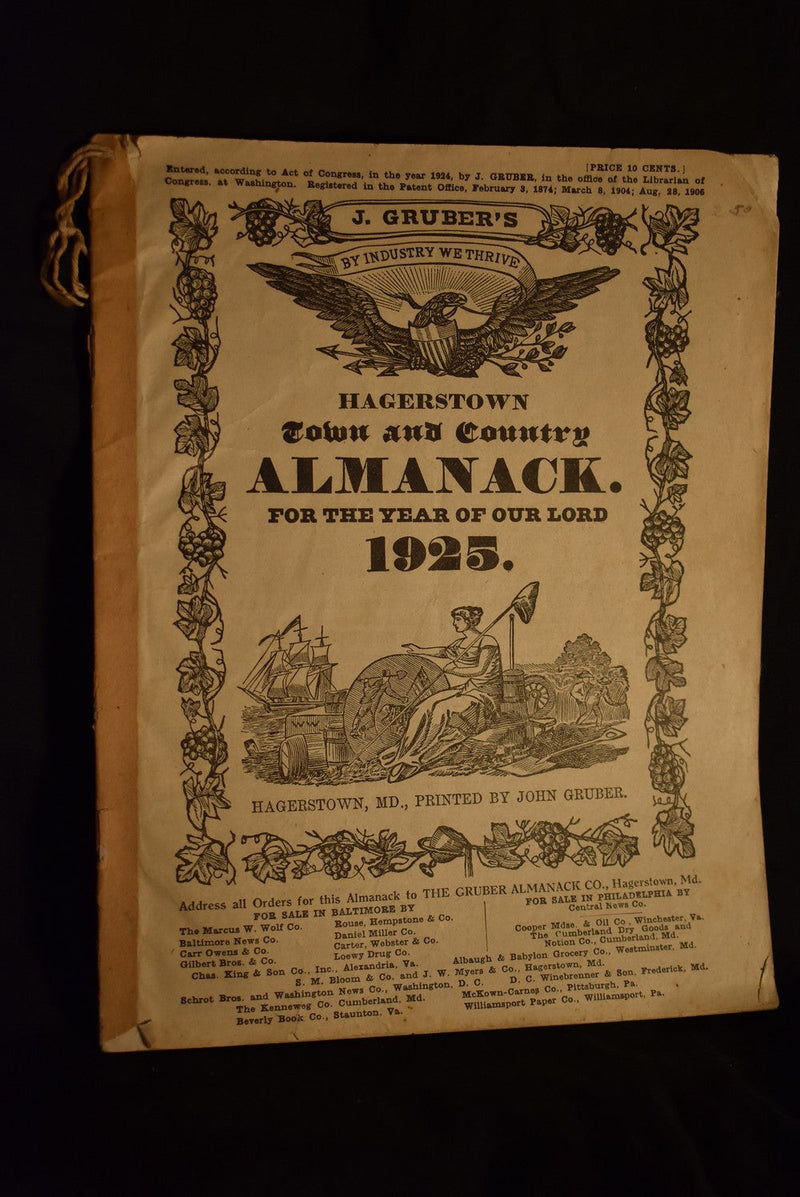 [PRICE 10 CENTS.]
Entered, according to Act of Congress, in the year 1924, by J. GRUBER, in the office of the Librarian of
Congress, at Washington. Registered in the Patent Office, February 3, 1874; March 8, 1904; Aug. 28, 1906
J. GRUBER'S
BY INDUSTRY WE THRIVE
HAGERSTOWN
Town and Country
ALMANACK.
FOR THE YEAR OF OUR LORD
1925.
HAGERSTOWN, MD., PRINTED BY JOHN GRUBER.
Address all Orders for this Almanack to THE GRUBER ALMANACK CO., Hagerstown, Md.
FOR SALE IN BALTIMORE BY
The Marcus W. Wolf Co.
Baltimore News Co.
Carr Owens & Co.
Gilbert Bros. & Co.
Rouse, Hempstone & Co.
Daniel Miller Co.
Carter, Webster & Co.
Loewy Drug Co.
FOR SALE IN PHILADELPHIA BY
Central News Co.
Cooper Mdse. & Oil Co., Winchester, Va.
The Cumberland Dry Goods and
Notion Co., Cumberland, Md.
Chas. King & Son Co., Inc., Alexandria, Va.
Albaugh & Babylon Grocery Co., Westminster, Md.
S. M. Bloom & Co. and J. W. Myers & Co., Hagerstown, Md.
Schrot Bros. and Washington News Co., Washington, D. C.
D. C. Winebrenner & Son, Frederick, Md.
The Kenneweg Co. Cumberland, Md.
McKown-Carnes Co., Pittsburgh, Pa.
Beverly Book Co., Staunton, Va.
Williamsport Paper Co., Williamsport, Pa.